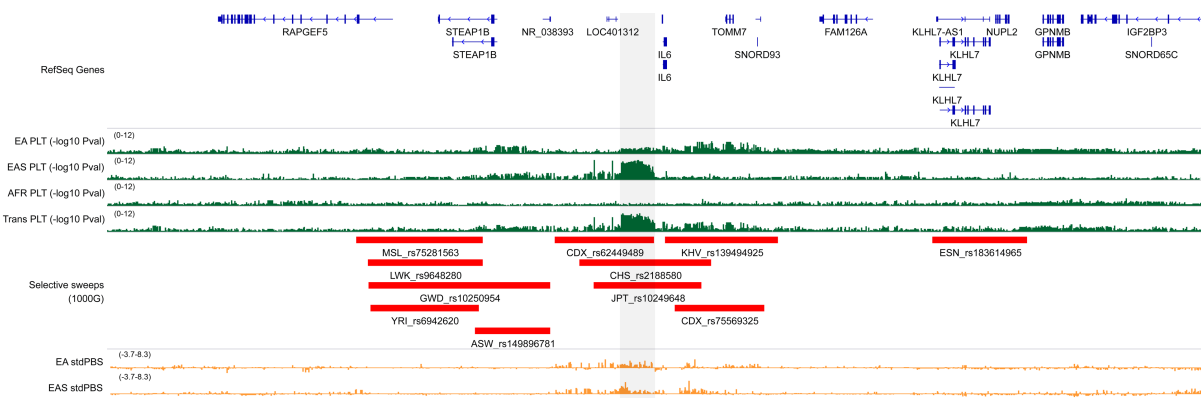 RAPGEF5 STEAP1B NR_038393 LOC401312 TOMM7 FAM126A KLHL7-AS1 NUPL2 GPNMB IGF2BP3
STEAP1B IL6 SNORD93 KLHL7 GPNMB SNORD65C
RefSeq Genes
IL6 KLHL7
KLHL7
KLHL7
EA PLT (-log10 Pval) (0-12)
EAS PLT (-log10 Pval) (0-12)
AFR PLT (-log10 Pval) (0-12)
Trans PLT (-log10 Pval) (0-12)
MSL_rs75281563 CDX_rs62449489 KHV_rs139494925 ESN_rs183614965
LWK_rs9648280 CHS_rs2188580
Selective sweeps
(1000G)
GWD_rs10250954 JPT_rs10249648
YRI_rs6942620 CDX_rs75569325
ASW_rs149896781
EA stdPBS (-3.7-8.3)
EAS stdPBS (-3.7-8.3)